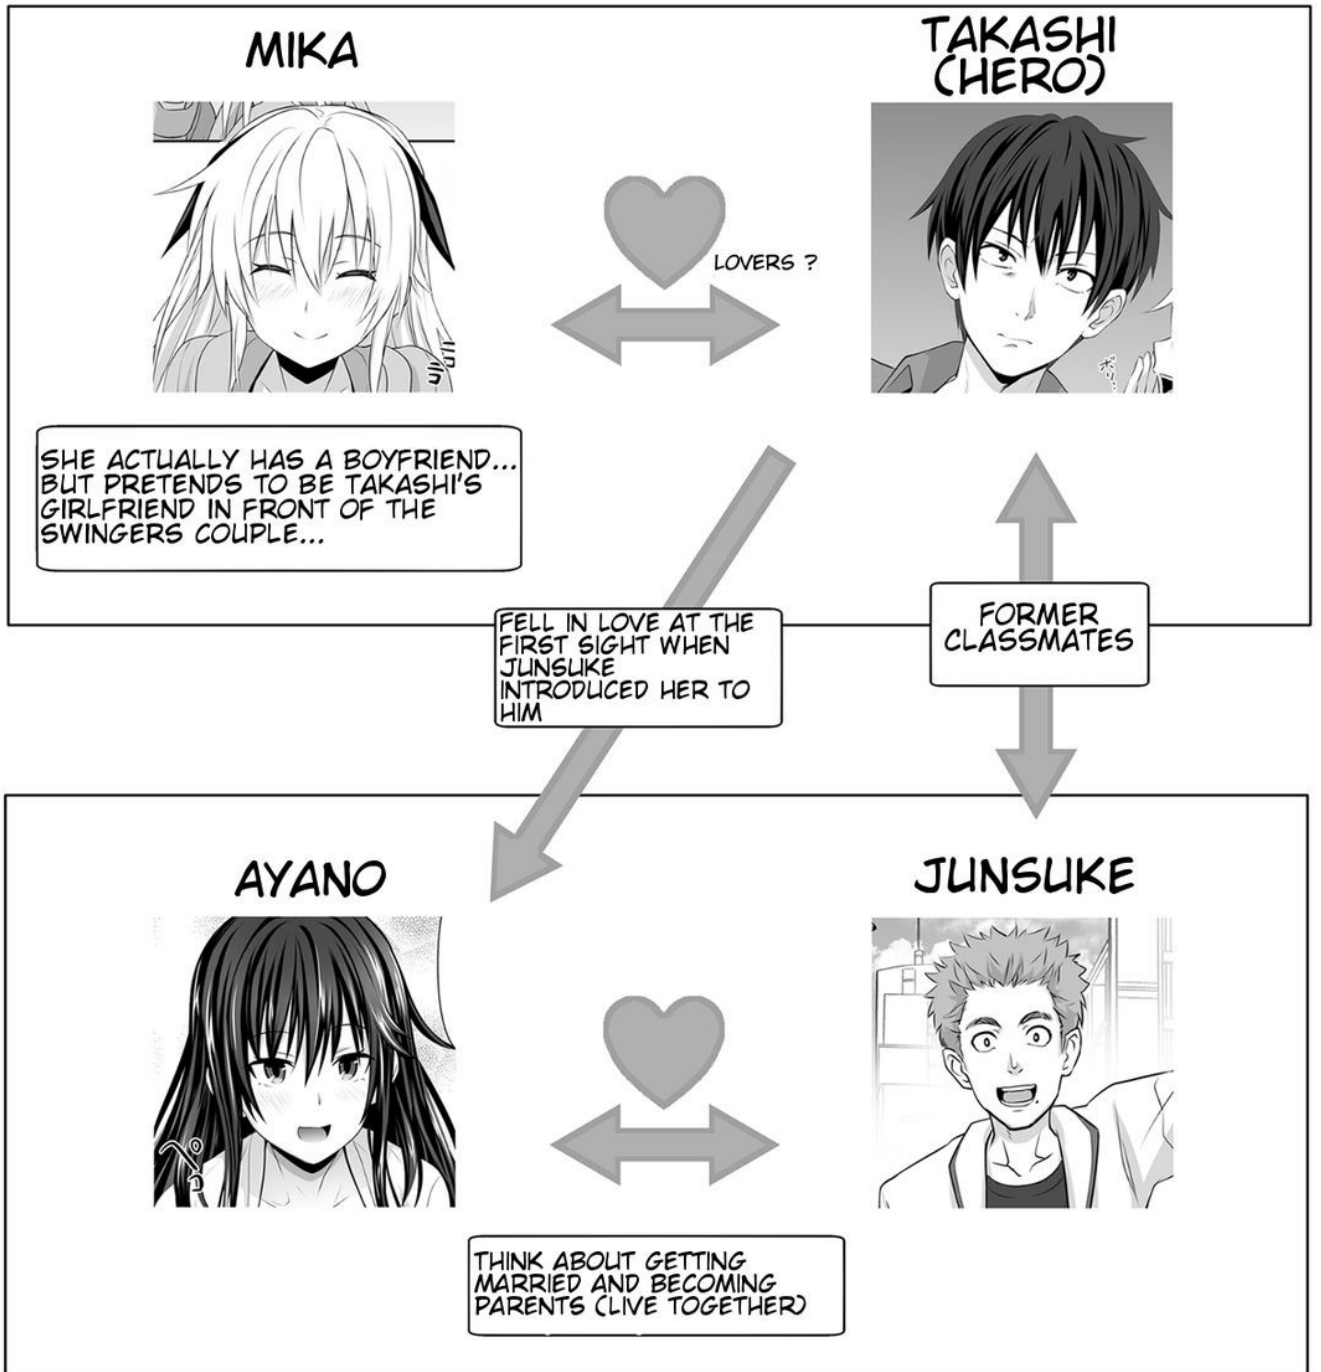 MIKA
TAKASHI
(HERO)
LOVERS ?
SHE ACTUALLY HAS A BOYFRIEND...
BUT PRETENDS TO BE TAKASHI'S
GIRLFRIEND IN FRONT OF THE
SWINGERS COUPLE...
FELL IN LOVE AT THE
FIRST SIGHT WHEN
JUNSUKE
INTRODUCED HER TO
HIM
FORMER
CLASSMATES
AYANO
JUNSUKE
ペコ
THINK ABOUT GETTING
MARRIED AND BECOMING
PARENTS (LIVE TOGETHER)